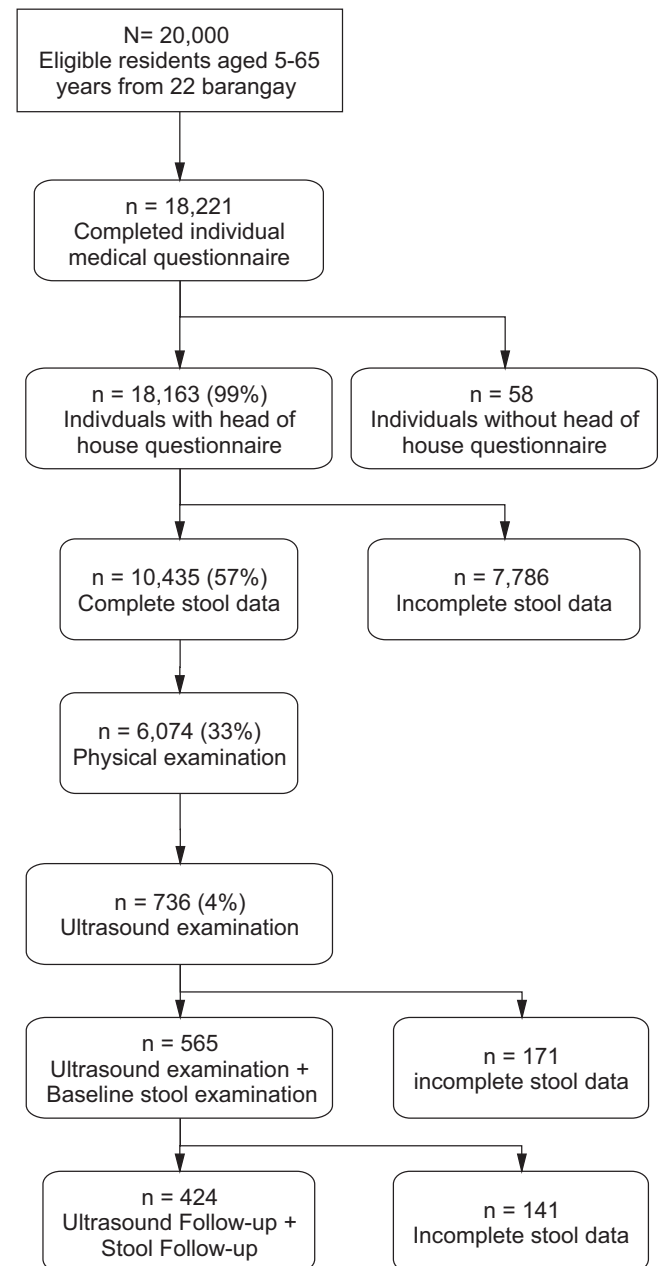 N= 20,000
Eligible residents aged 5-65
years from 22 barangay
n = 18,221
Completed individual
medical questionnaire
n = 18,163 (99%)
Indivduals with head of
house questionnaire
n = 58
Individuals without head of
house questionnaire
n = 10,435 (57%)
Complete stool data
n = 7,786
Incomplete stool data
n = 6,074 (33%)
Physical examination
n = 736 (4%)
Ultrasound examination
n = 565
Ultrasound examination +
Baseline stool examination
n = 171
incomplete stool data
n = 424
Ultrasound Follow-up +
Stool Follow-up
n = 141
Incomplete stool data